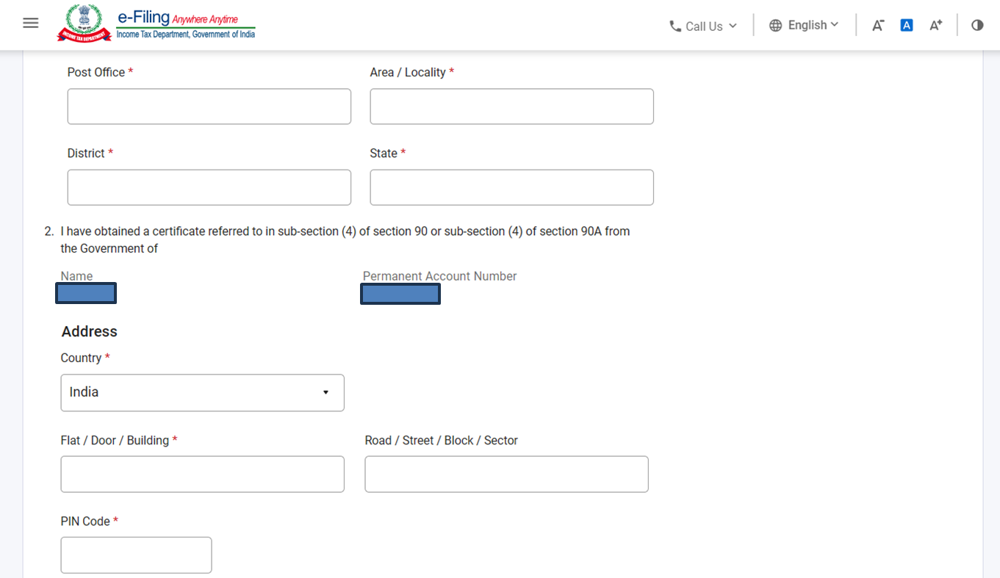 e-Filing Anywhere Anytime
Income Tax Department, Government of India
INCOME TAX DEPARTMENT
Call Us
English
A-
A
A+
Post Office *
Area / Locality *
District *
State *
2. I have obtained a certificate referred to in sub-section (4) of section 90 or sub-section (4) of section 90A from
the Government of
Name
Permanent Account Number
Address
Country *
India
Flat / Door / Building *
Road / Street / Block / Sector
PIN Code *